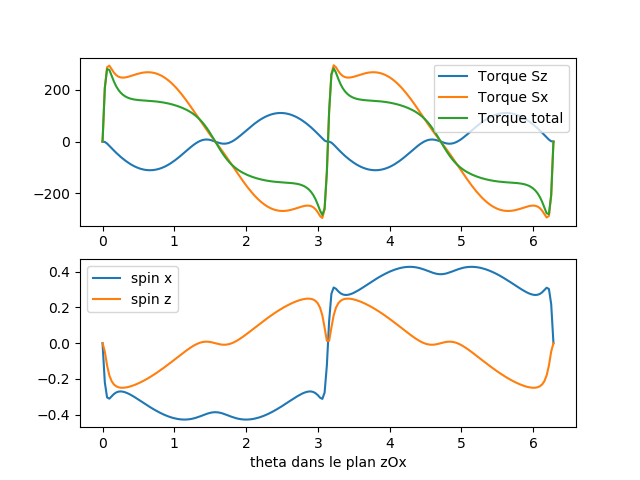 200
0
−200
Torque Sz
Torque Sx
Torque total
0 1 2 3 4 5 6
0.4
0.2
0.0
−0.2
−0.4
spin x
spin z
0 1 2 3 4 5 6
theta dans le plan zOx